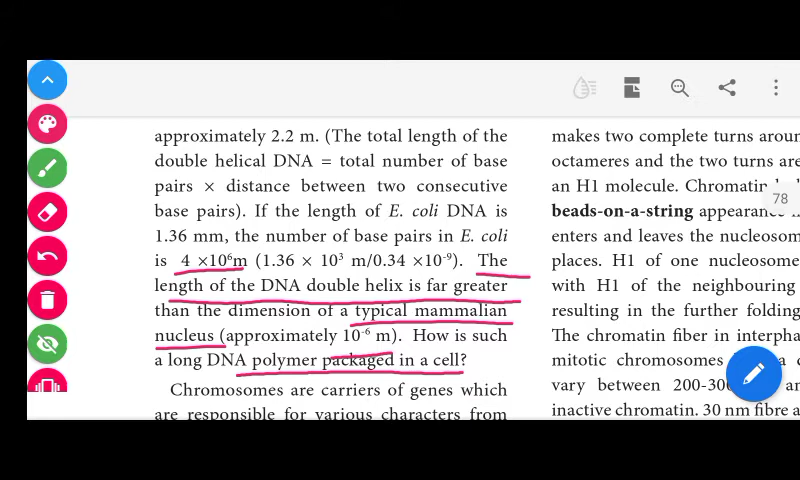 approximately 2.2 m. (The total length of the
double helical DNA = total number of base
pairs × distance between two consecutive
base pairs). If the length of E. coli DNA is
1.36 mm, the number of base pairs in E. coli
is 4 ×10⁶m (1.36 × 10³ m/0.34 ×10⁻⁹). The
length of the DNA double helix is far greater
than the dimension of a typical mammalian
nucleus (approximately 10⁻⁶ m). How is such
a long DNA polymer packaged in a cell?
Chromosomes are carriers of genes which
are responsible for various characters from
makes two complete turns aroun
octameres and the two turns are
an H1 molecule. Chromatin
78
beads-on-a-string appearance
enters and leaves the nucleosom
places. H1 of one nucleosome
with H1 of the neighbouring
resulting in the further folding
The chromatin fiber in interpha
mitotic chromosomes
vary between 200-30
inactive chromatin. 30 nm fibre a